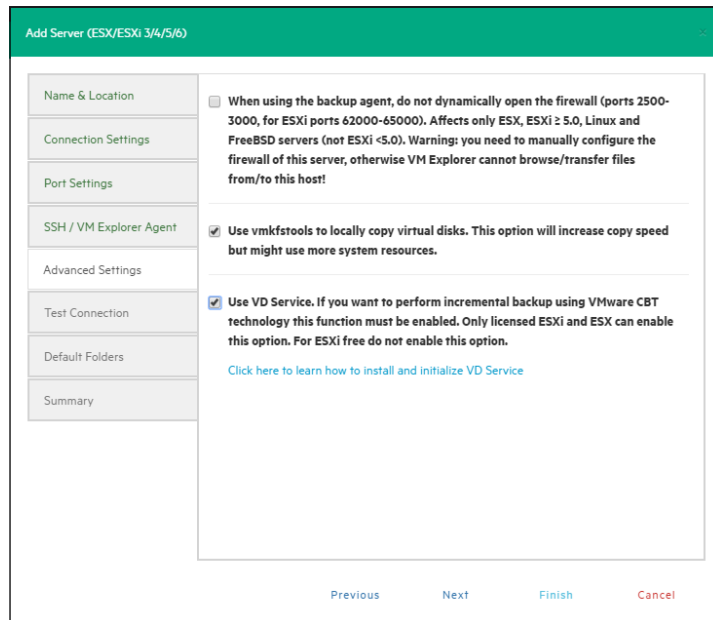 Add Server (ESX/ESXi 3/4/5/6)
Name & Location
Connection Settings
Port Settings
SSH / VM Explorer Agent
Advanced Settings
Test Connection
Default Folders
Summary
When using the backup agent, do not dynamically open the firewall (ports 2500-
3000, for ESXi ports 62000-65000). Affects only ESX, ESXi ≥ 5.0, Linux and
FreeBSD servers (not ESXi <5.0). Warning: you need to manually configure the
firewall of this server, otherwise VM Explorer cannot browse/transfer files
from/to this host!
Use vmkfstools to locally copy virtual disks. This option will increase copy speed
but might use more system resources.
Use VD Service. If you want to perform incremental backup using VMware CBT
technology this function must be enabled. Only licensed ESXi and ESX can enable
this option. For ESXi free do not enable this option.
Click here to learn how to install and initialize VD Service
Previous Next Finish Cancel